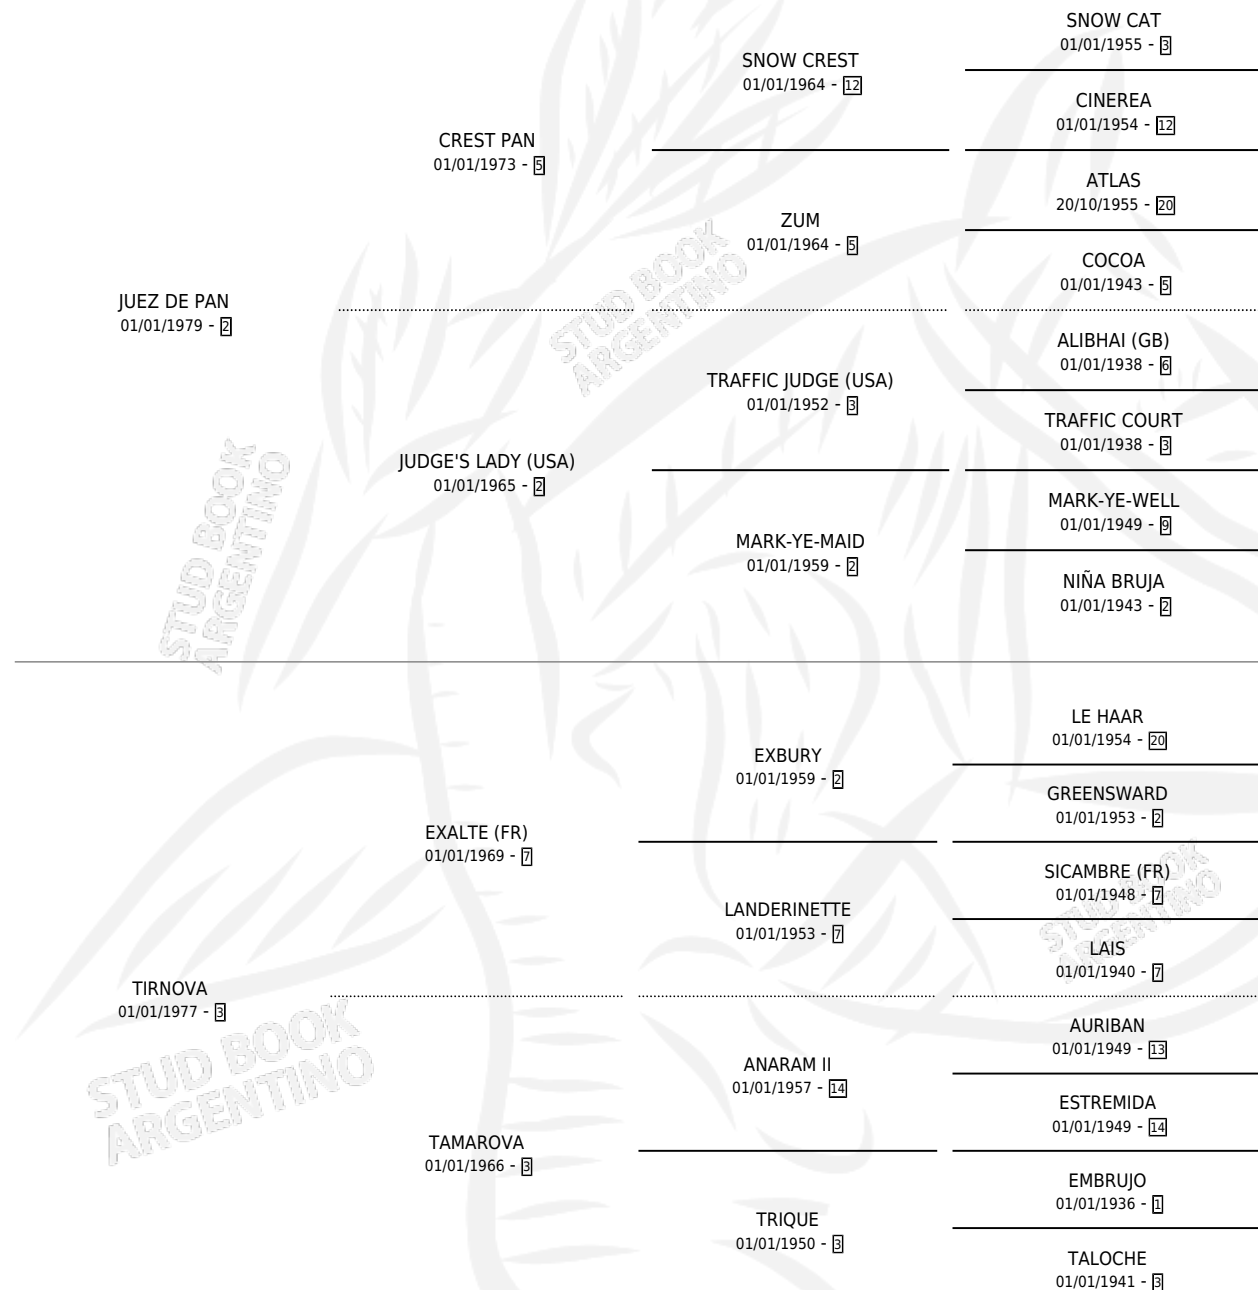 SNOW CAT
01/01/1955 - 3
SNOW CREST
01/01/1964 - 12
CINEREA
01/01/1954 - 12
CREST PAN
01/01/1973 - 5
ATLAS
20/10/1955 - 20
ZUM
01/01/1964 - 5
COCOA
01/01/1943 - 5
JUEZ DE PAN
01/01/1979 - 2
STUD BOOK
ARGENTINO
ALIBHAI (GB)
01/01/1938 - 6
TRAFFIC JUDGE (USA)
01/01/1952 - 3
TRAFFIC COURT
01/01/1938 - 3
JUDGE'S LADY (USA)
01/01/1965 - 2
MARK-YE-WELL
01/01/1949 - 9
MARK-YE-MAID
01/01/1959 - 2
NIÑA BRUJA
01/01/1943 - 2
STUD BOOK
ARGENTINO
LE HAAR
01/01/1954 - 20
EXBURY
01/01/1959 - 2
GREENSWARD
01/01/1953 - 2
EXALTE (FR)
01/01/1969 - 7
SICAMBRE (FR)
01/01/1948 - 7
LANDERINETTE
01/01/1953 - 7
STUD BOOK
ARGENTINO
LAIS
01/01/1940 - 7
TIRNOVA
01/01/1977 - 3
STUD BOOK
ARGENTINO
AURIBAN
01/01/1949 - 13
ANARAM II
01/01/1957 - 14
ESTREMIDA
01/01/1949 - 14
TAMAROVA
01/01/1966 - 3
EMBRUJO
01/01/1936 - 1
TRIQUE
01/01/1950 - 3
TALOCHE
01/01/1941 - 3